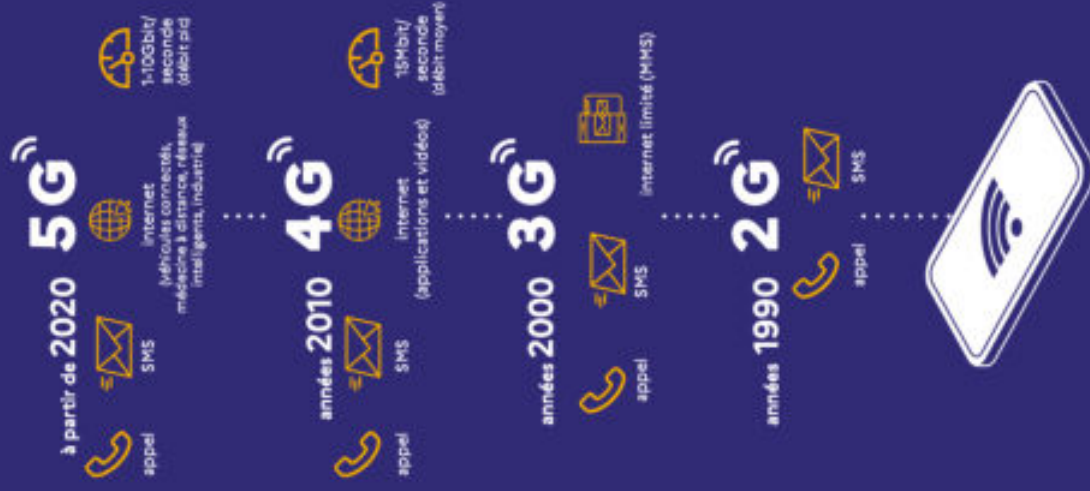 à partir de 2020 5G
appel
SMS
internet
(véhicules connectés,
médecine à distance, réseaux
intelligents, industrie)
1-10Gbit/
seconde
(débit pic)
années 2010 4G
appel
SMS
internet
(applications et vidéos)
15Mbit/
seconde
(débit moyen)
années 2000 3G
appel
SMS
internet limité (MMS)
années 1990 2G
appel
SMS